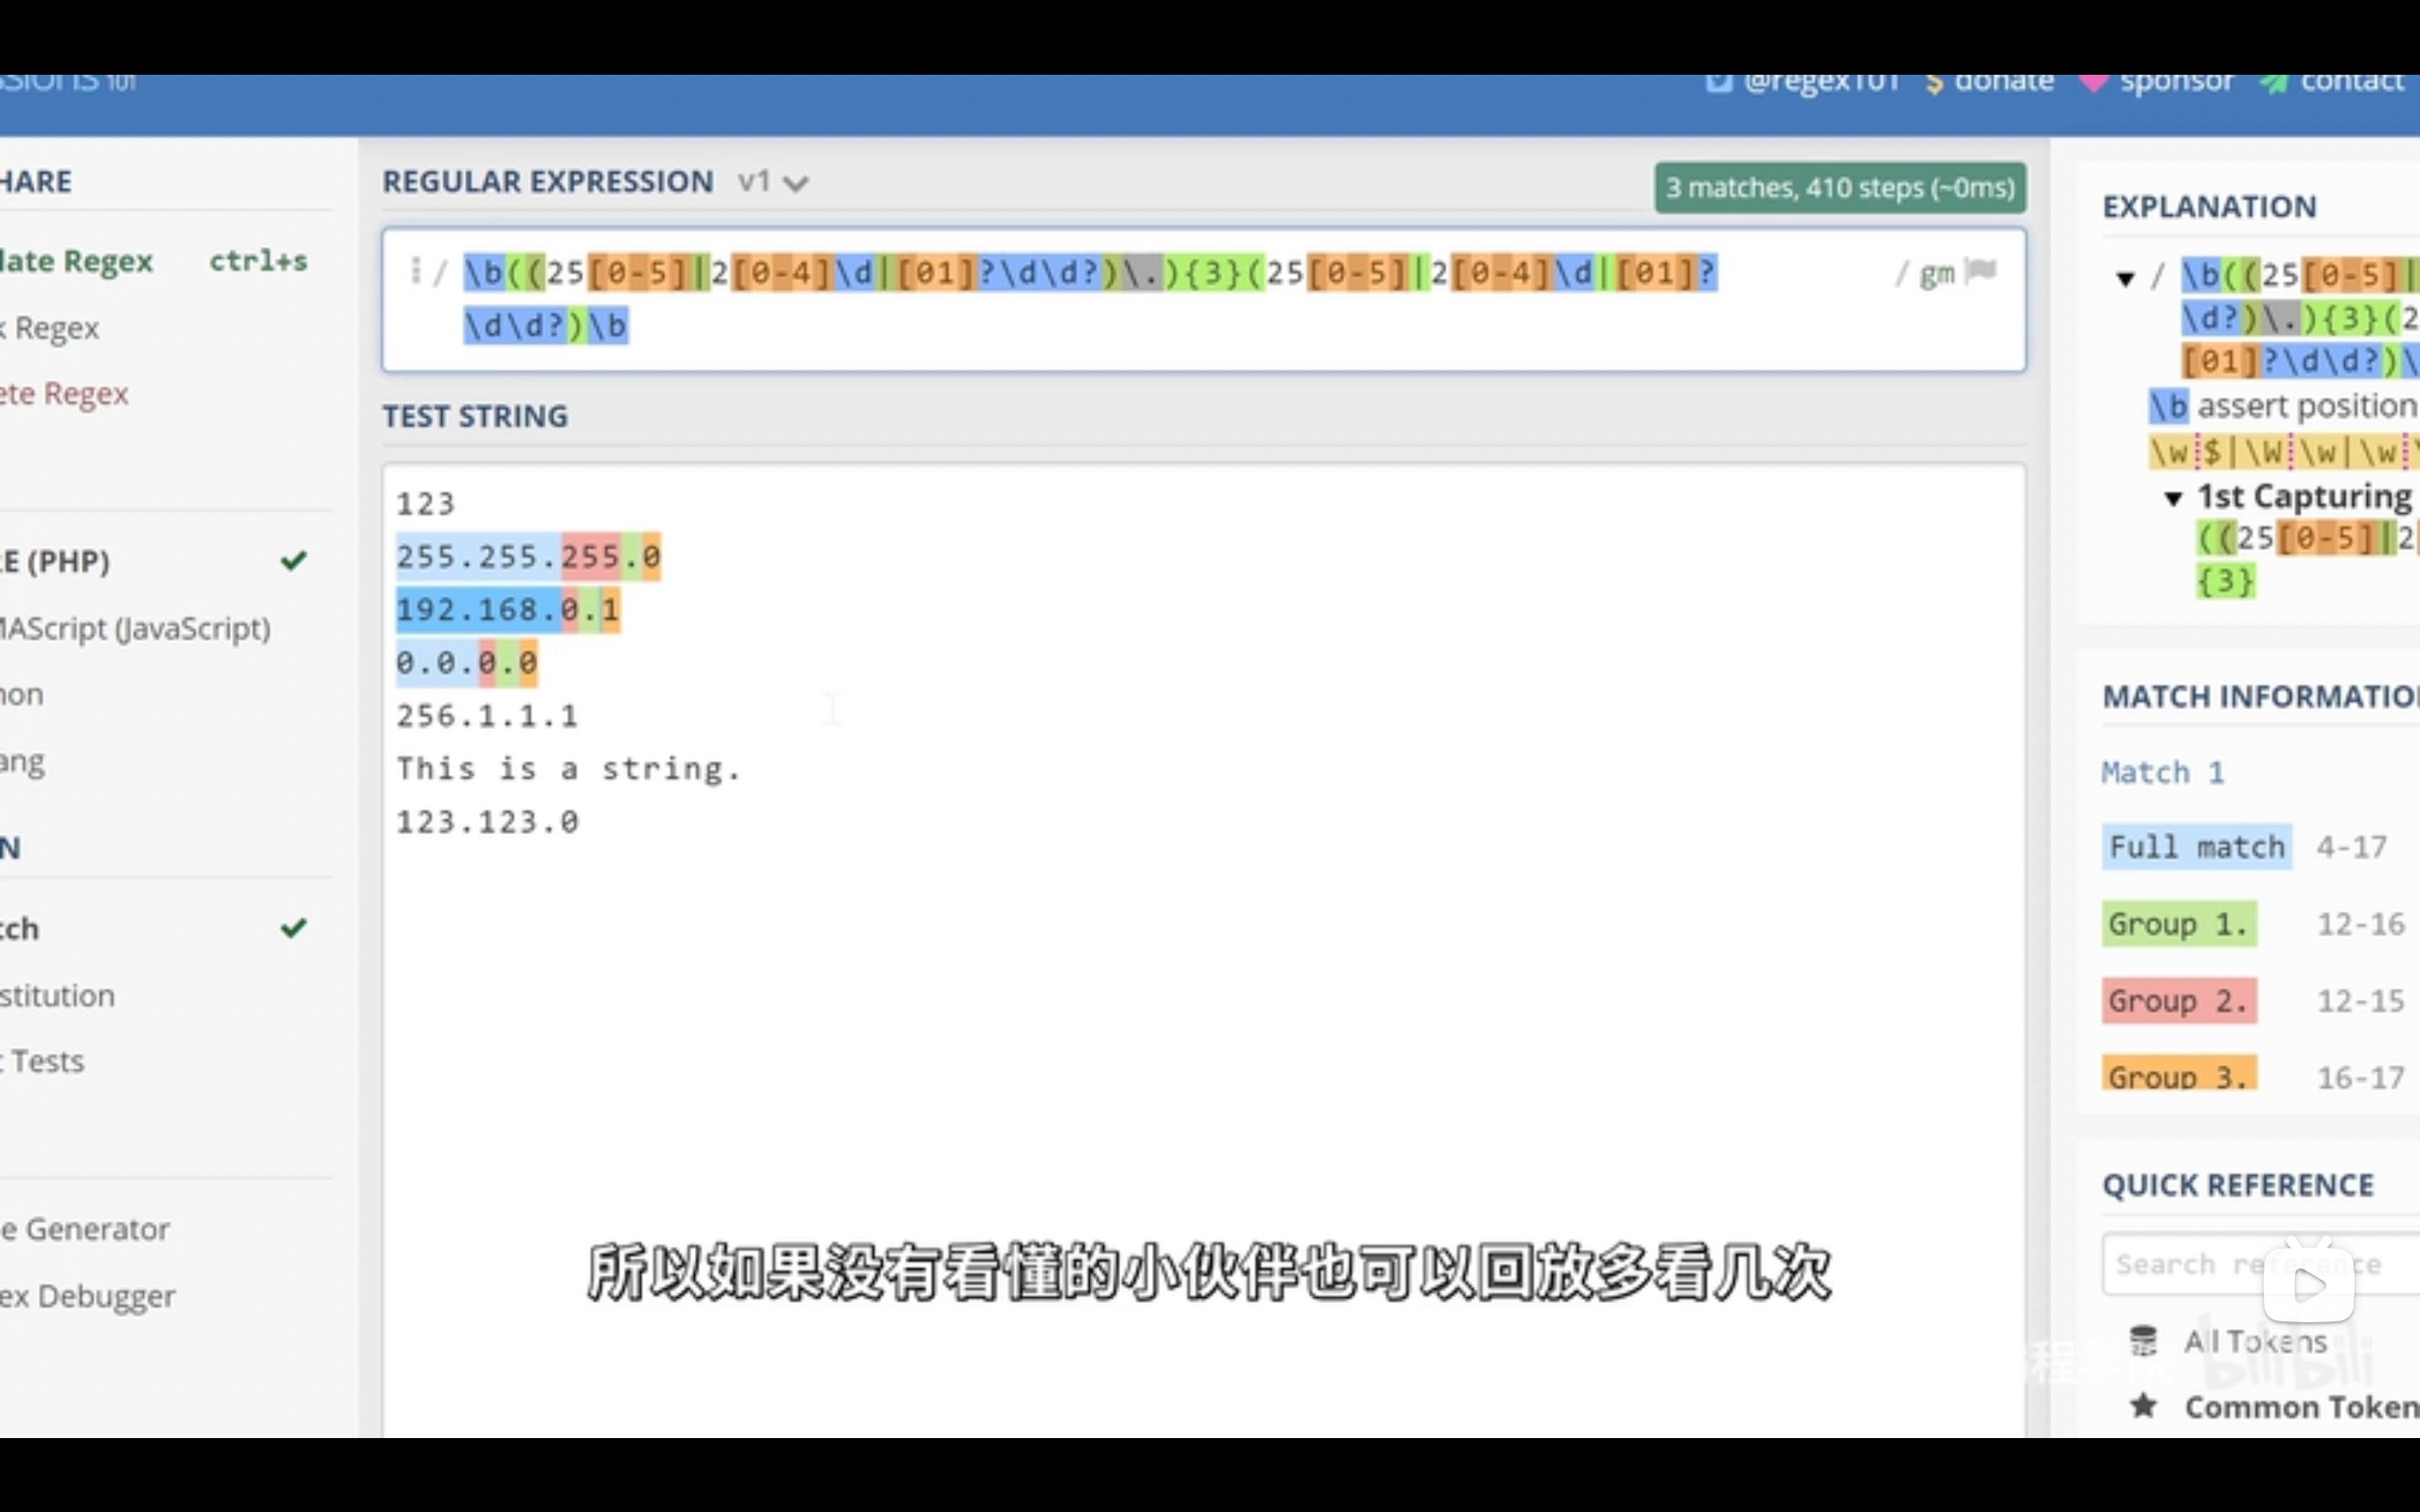 ssions 101
@regex101 $ donate sponsor contact
HARE
late Regex ctrl+s
k Regex
ete Regex
RE (PHP)
MAScript (JavaScript)
hon
ang
N
tch
stitution
t Tests
e Generator
ex Debugger
REGULAR EXPRESSION v1
3 matches, 410 steps (~0ms)
/ \b((25[0-5]|2[0-4]\d|[01]?\d\d?)\.){3}(25[0-5]|2[0-4]\d|[01]? / gm
\d\d?)\b
TEST STRING
123
255.255.255.0
192.168.0.1
0.0.0.0
256.1.1.1
This is a string.
123.123.0
EXPLANATION
/ \b((25[0-5]|
\d?)\.){3}(2
[01]?\d\d?)\
\b assert position
\w|$|\W|\w|\w
1st Capturing
((25[0-5]|2
{3}
MATCH INFORMATION
Match 1
Full match 4-17
Group 1. 12-16
Group 2. 12-15
Group 3. 16-17
QUICK REFERENCE
Search reference
All Tokens
Common Token
所以如果没有看懂的小伙伴也可以回放多看几次
bilibili